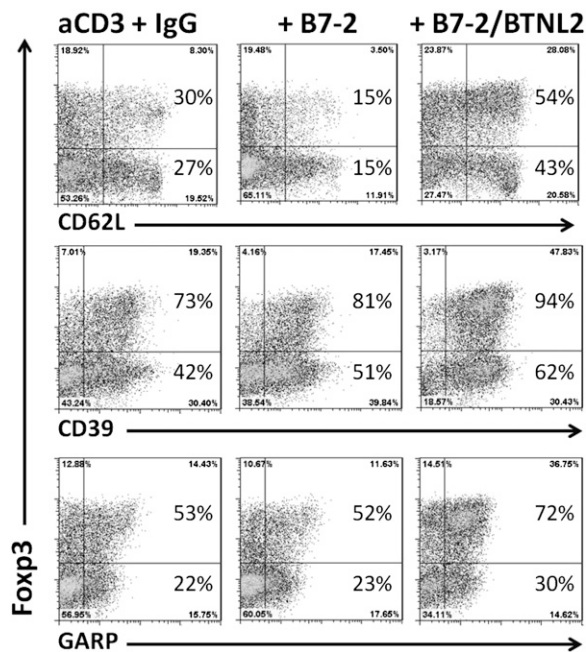 aCD3 + IgG + B7-2 + B7-2/BTNL2
18.92% 8.30% 19.48% 3.50% 23.87% 28.08%
30% 15% 54%
27% 15% 43%
53.26% 19.52% 65.11% 11.91% 27.47% 20.58%
CD62L
7.01% 19.35% 4.16% 17.45% 3.17% 47.83%
73% 81% 94%
42% 51% 62%
43.24% 30.40% 38.54% 39.84% 18.57% 30.43%
CD39
12.88% 14.43% 10.67% 11.63% 14.51% 36.75%
53% 52% 72%
22% 23% 30%
56.95% 15.75% 60.05% 17.65% 34.11% 14.62%
GARP
Foxp3